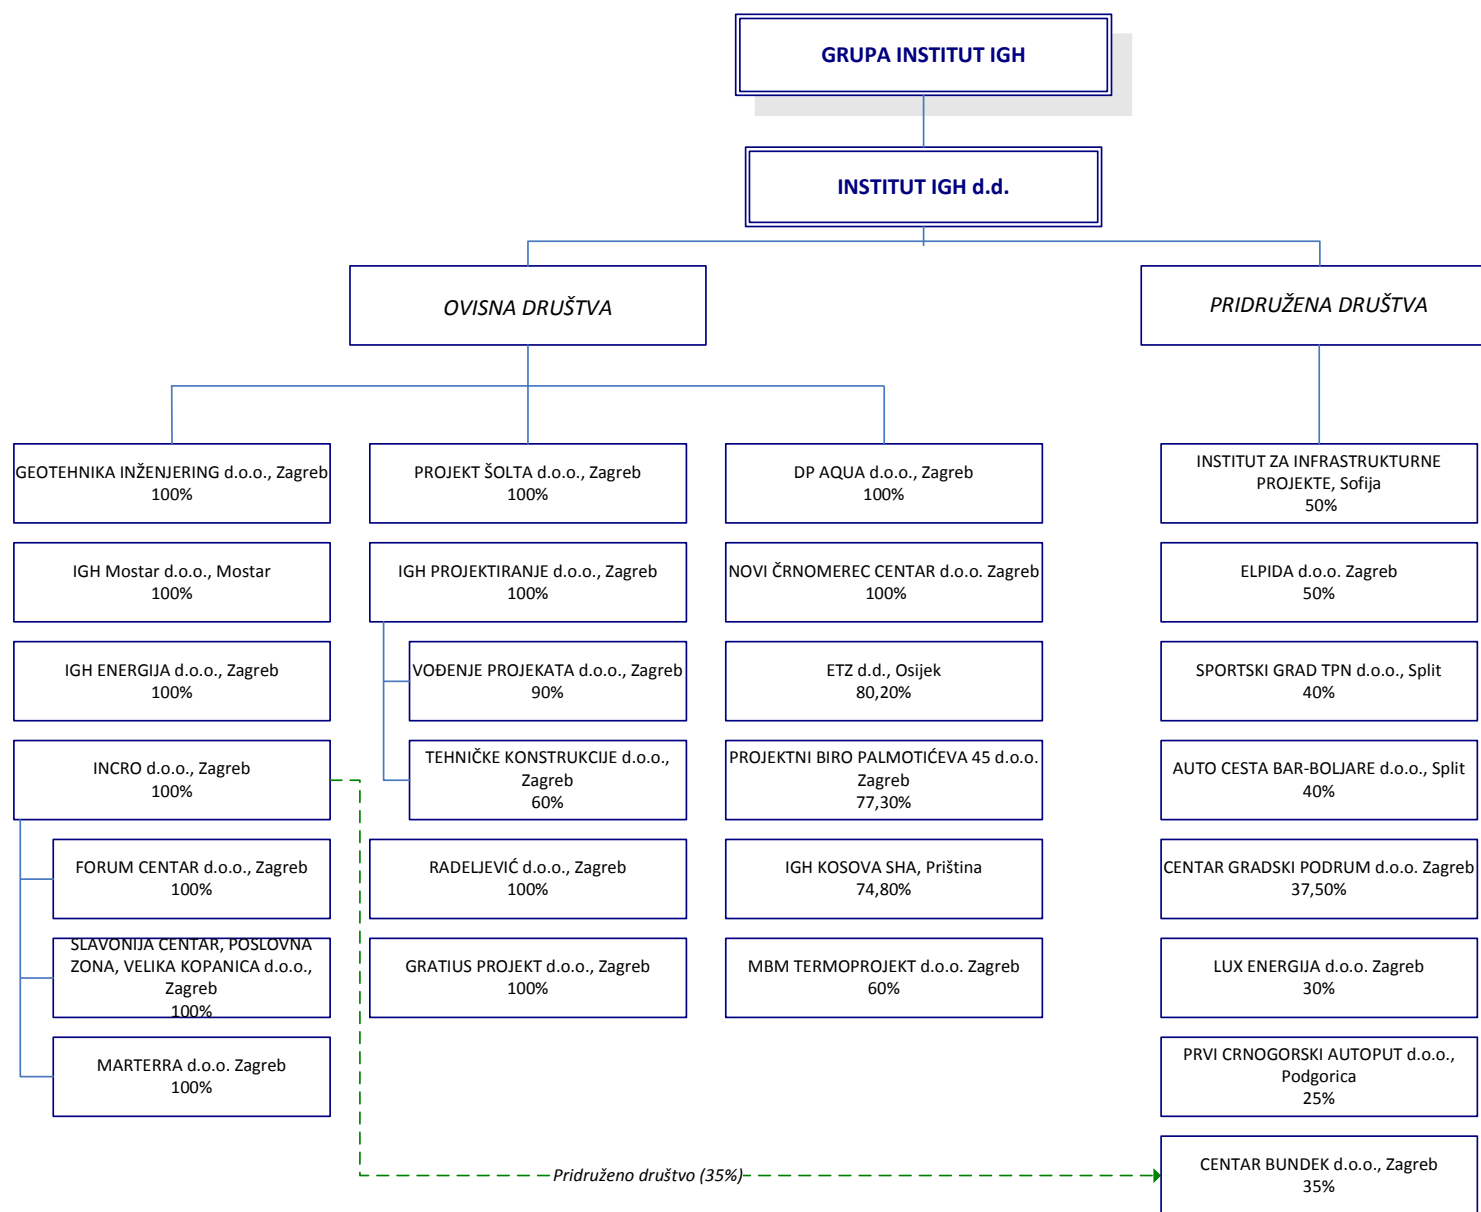 GRUPA INSTITUT IGH
INSTITUT IGH d.d.
OVISNA DRUŠTVA
PRIDRUŽENA DRUŠTVA
GEOTEHNIKA INŽENJERING d.o.o., Zagreb
100%
IGH Mostar d.o.o., Mostar
100%
IGH ENERGIJA d.o.o., Zagreb
100%
INCRO d.o.o., Zagreb
100%
FORUM CENTAR d.o.o., Zagreb
100%
SLAVONIJA CENTAR, POSLOVNA
ZONA, VELIKA KOPANICA d.o.o.,
Zagreb
100%
MARTERRA d.o.o. Zagreb
100%
PROJEKT ŠOLTA d.o.o., Zagreb
100%
IGH PROJEKTIRANJE d.o.o., Zagreb
100%
VOĐENJE PROJEKATA d.o.o., Zagreb
90%
TEHNIČKE KONSTRUKCIJE d.o.o.,
Zagreb
60%
RADELJEVIĆ d.o.o., Zagreb
100%
GRATIUS PROJEKT d.o.o., Zagreb
100%
DP AQUA d.o.o., Zagreb
100%
NOVI ČRNOMEREC CENTAR d.o.o. Zagreb
100%
ETZ d.d., Osijek
80,20%
PROJEKTNI BIRO PALMOTIĆEVA 45 d.o.o.
Zagreb
77,30%
IGH KOSOVA SHA, Priština
74,80%
MBM TERMOPROJEKT d.o.o. Zagreb
60%
INSTITUT ZA INFRASTRUKTURNE
PROJEKTE, Sofija
50%
ELPIDA d.o.o. Zagreb
50%
SPORTSKI GRAD TPN d.o.o., Split
40%
AUTO CESTA BAR-BOLJARE d.o.o., Split
40%
CENTAR GRADSKI PODRUM d.o.o. Zagreb
37,50%
LUX ENERGIJA d.o.o. Zagreb
30%
PRVI CRNOGORSKI AUTOPUT d.o.o.,
Podgorica
25%
CENTAR BUNDEK d.o.o., Zagreb
35%
Pridruženo društvo (35%)